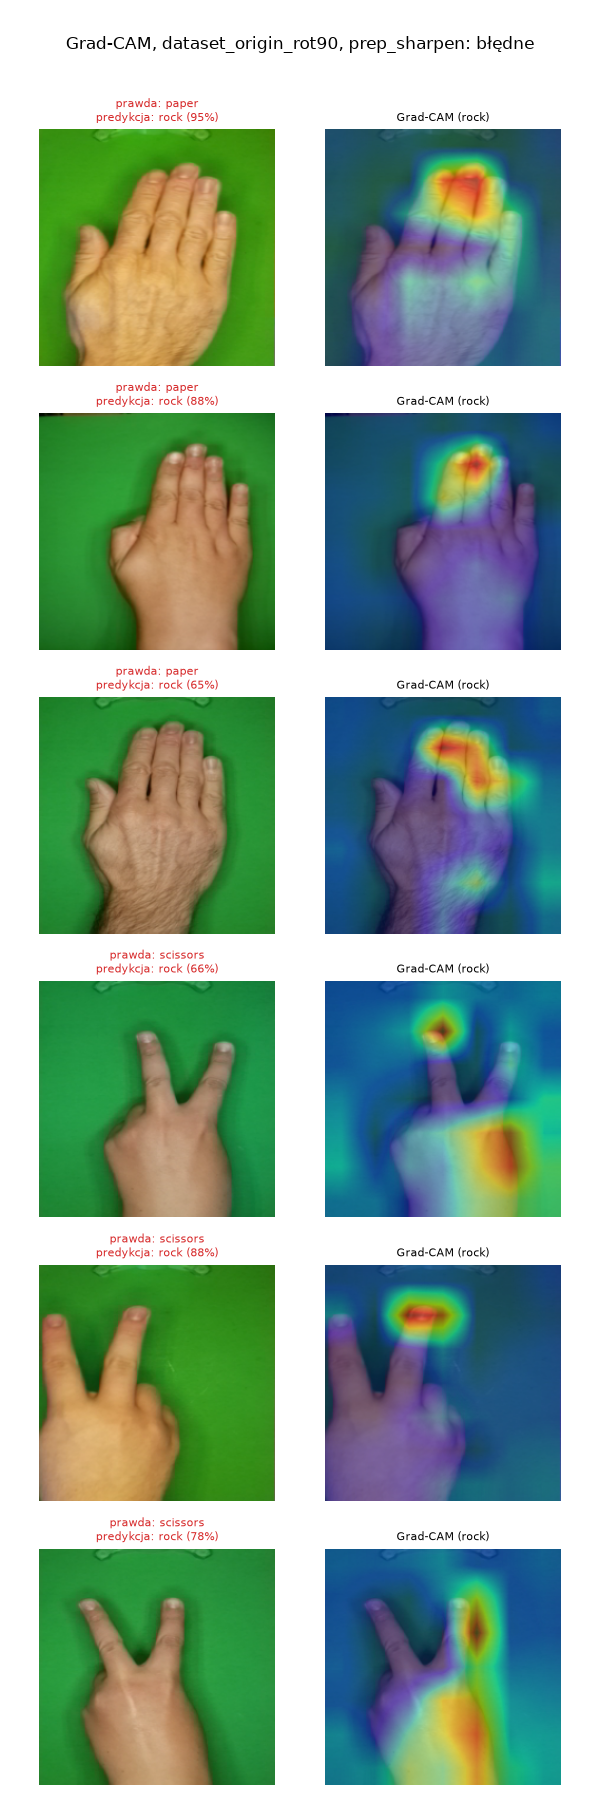 Grad-CAM, dataset_origin_rot90, prep_sharpen: błędne
prawda: paper
predykcja: rock (95%)
Grad-CAM (rock)
prawda: paper
predykcja: rock (88%)
Grad-CAM (rock)
prawda: paper
predykcja: rock (65%)
Grad-CAM (rock)
prawda: scissors
predykcja: rock (66%)
Grad-CAM (rock)
prawda: scissors
predykcja: rock (88%)
Grad-CAM (rock)
prawda: scissors
predykcja: rock (78%)
Grad-CAM (rock)